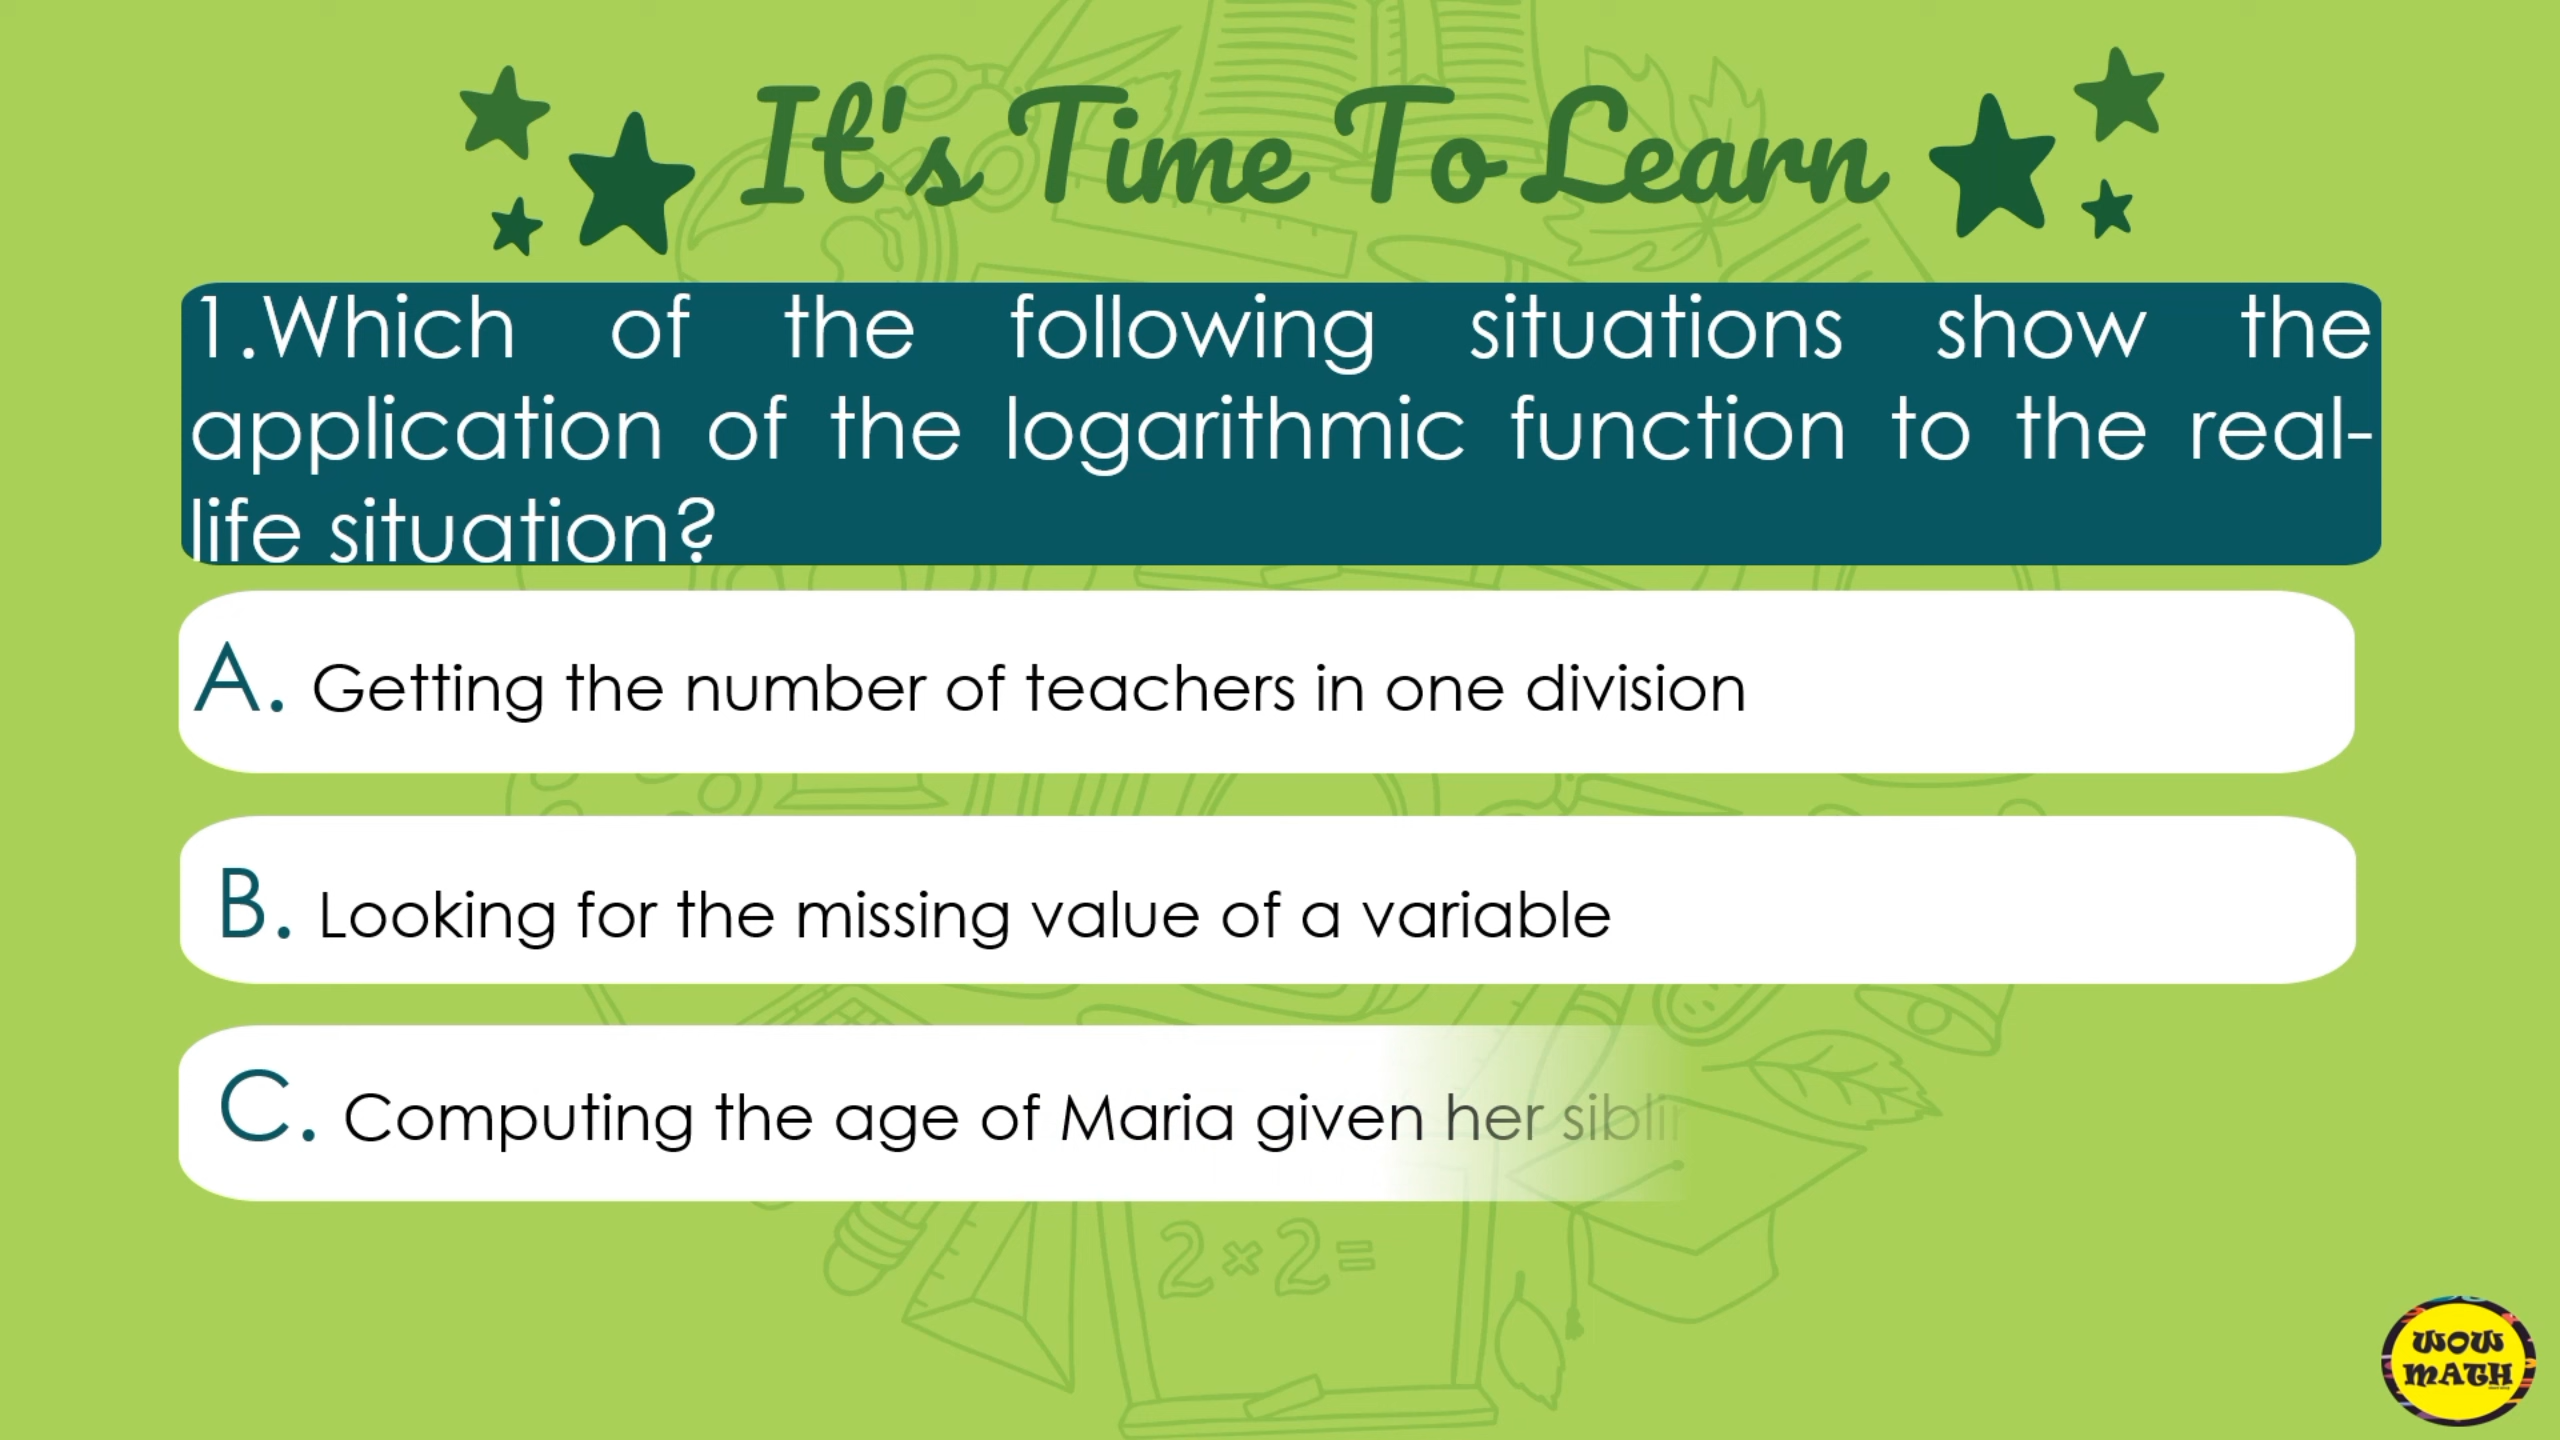 It's Time To Learn
1.Which of the following situations show the
application of the logarithmic function to the real-
life situation?
A. Getting the number of teachers in one division
B. Looking for the missing value of a variable
C. Computing the age of Maria given her
2×2=
WOW
MATH